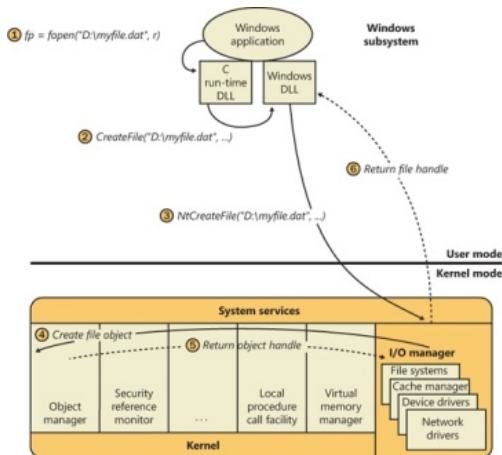 Windows
application
Windows
subsystem
1 fp = fopen("D:\myfile.dat", r)
C
run-time
DLL
Windows
DLL
2 CreateFile("D:\myfile.dat", ...)
6 Return file handle
3 NtCreateFile("D:\myfile.dat", ...)
User mode
Kernel mode
System services
4 Create file object
5 Return object handle
I/O manager
File systems
Cache manager
Device drivers
Network
drivers
Object
manager
Security
reference
monitor
. . .
Local
procedure
call facility
Virtual
memory
manager
Kernel